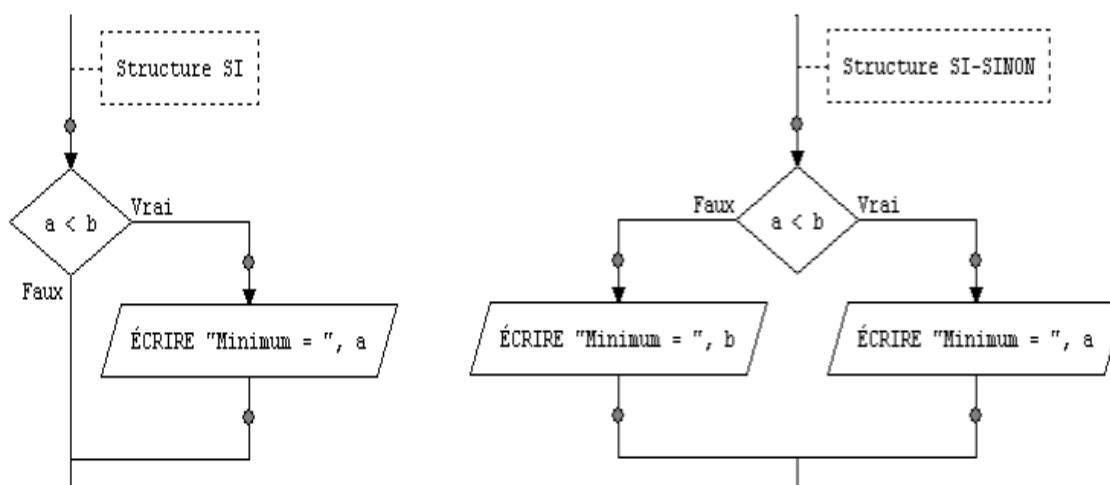 Structure SI
a < b
Vrai
Faux
ÉCRIRE "Minimum = ", a
Structure SI-SINON
Faux
a < b
Vrai
ÉCRIRE "Minimum = ", b
ÉCRIRE "Minimum = ", a